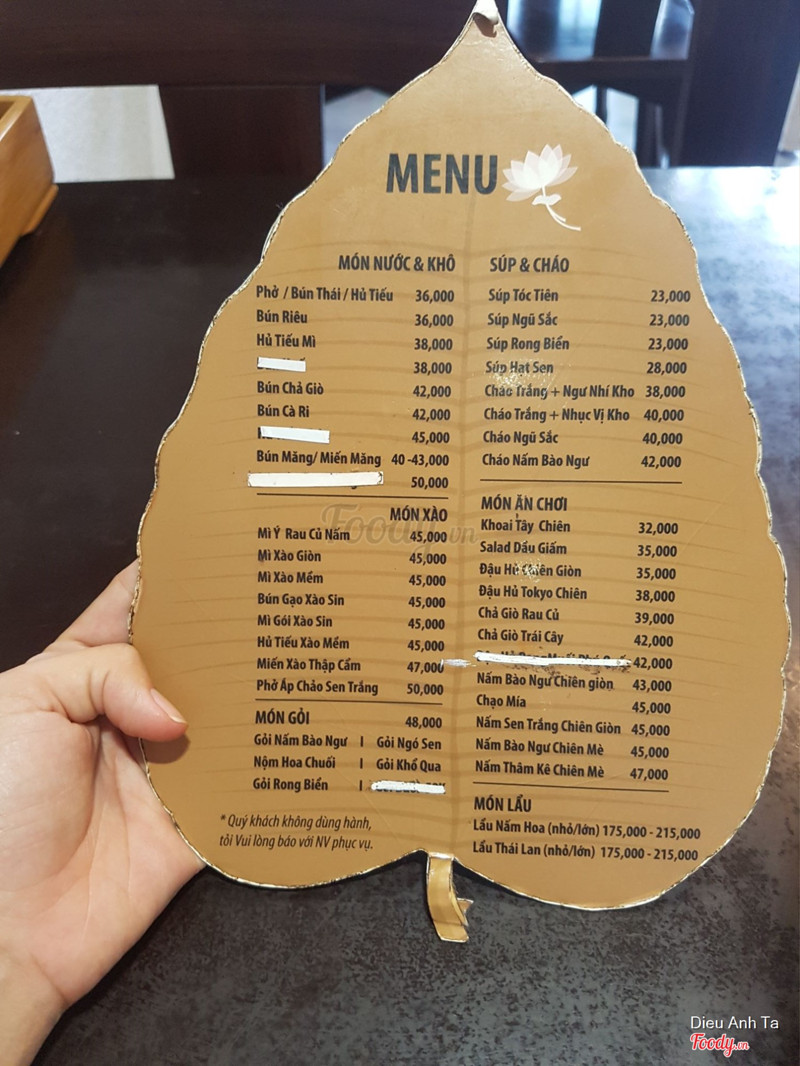 MENU
MÓN NƯỚC & KHÔ
Phở / Bún Thái / Hủ Tiếu 36,000
Bún Riêu 36,000
Hủ Tiếu Mì 38,000
38,000
Bún Chả Giò 42,000
Bún Cà Ri 42,000
45,000
Bún Măng/ Miến Măng 40 -43,000
50,000
MÓN XÀO
Mì Ý Rau Củ Nấm 45,000
Mì Xào Giòn 45,000
Mì Xào Mềm 45,000
Bún Gạo Xào Sin 45,000
Mì Gói Xào Sin 45,000
Hủ Tiếu Xào Mềm 45,000
Miến Xào Thập Cẩm 47,000
Phở Áp Chảo Sen Trắng 50,000
MÓN GỎI 48,000
Gỏi Nấm Bào Ngư I Gỏi Ngó Sen
Nộm Hoa Chuối I Gỏi Khổ Qua
Gỏi Rong Biển I
* Quý khách không dùng hành,
tỏi Vui lòng báo với NV phục vụ.
SÚP & CHÁO
Súp Tóc Tiên 23,000
Súp Ngũ Sắc 23,000
Súp Rong Biển 23,000
Súp Hạt Sen 28,000
Cháo Trắng + Ngư Nhí Kho 38,000
Cháo Trắng + Nhục Vị Kho 40,000
Cháo Ngũ Sắc 40,000
Cháo Nấm Bào Ngư 42,000
MÓN ĂN CHƠI
Khoai Tây Chiên 32,000
Salad Dầu Giấm 35,000
Đậu Hủ Chiên Giòn 35,000
Đậu Hủ Tokyo Chiên 38,000
Chả Giò Rau Củ 39,000
Chả Giò Trái Cây 42,000
42,000
Nấm Bào Ngư Chiên giòn 43,000
Chạo Mía 45,000
Nấm Sen Trắng Chiên Giòn 45,000
Nấm Bào Ngư Chiên Mè 45,000
Nấm Thâm Kê Chiên Mè 47,000
MÓN LẨU
Lẩu Nấm Hoa (nhỏ/lớn) 175,000 - 215,000
Lẩu Thái Lan (nhỏ/lớn) 175,000 - 215,000
Foody.vn
Dieu Anh Ta
Foody.vn